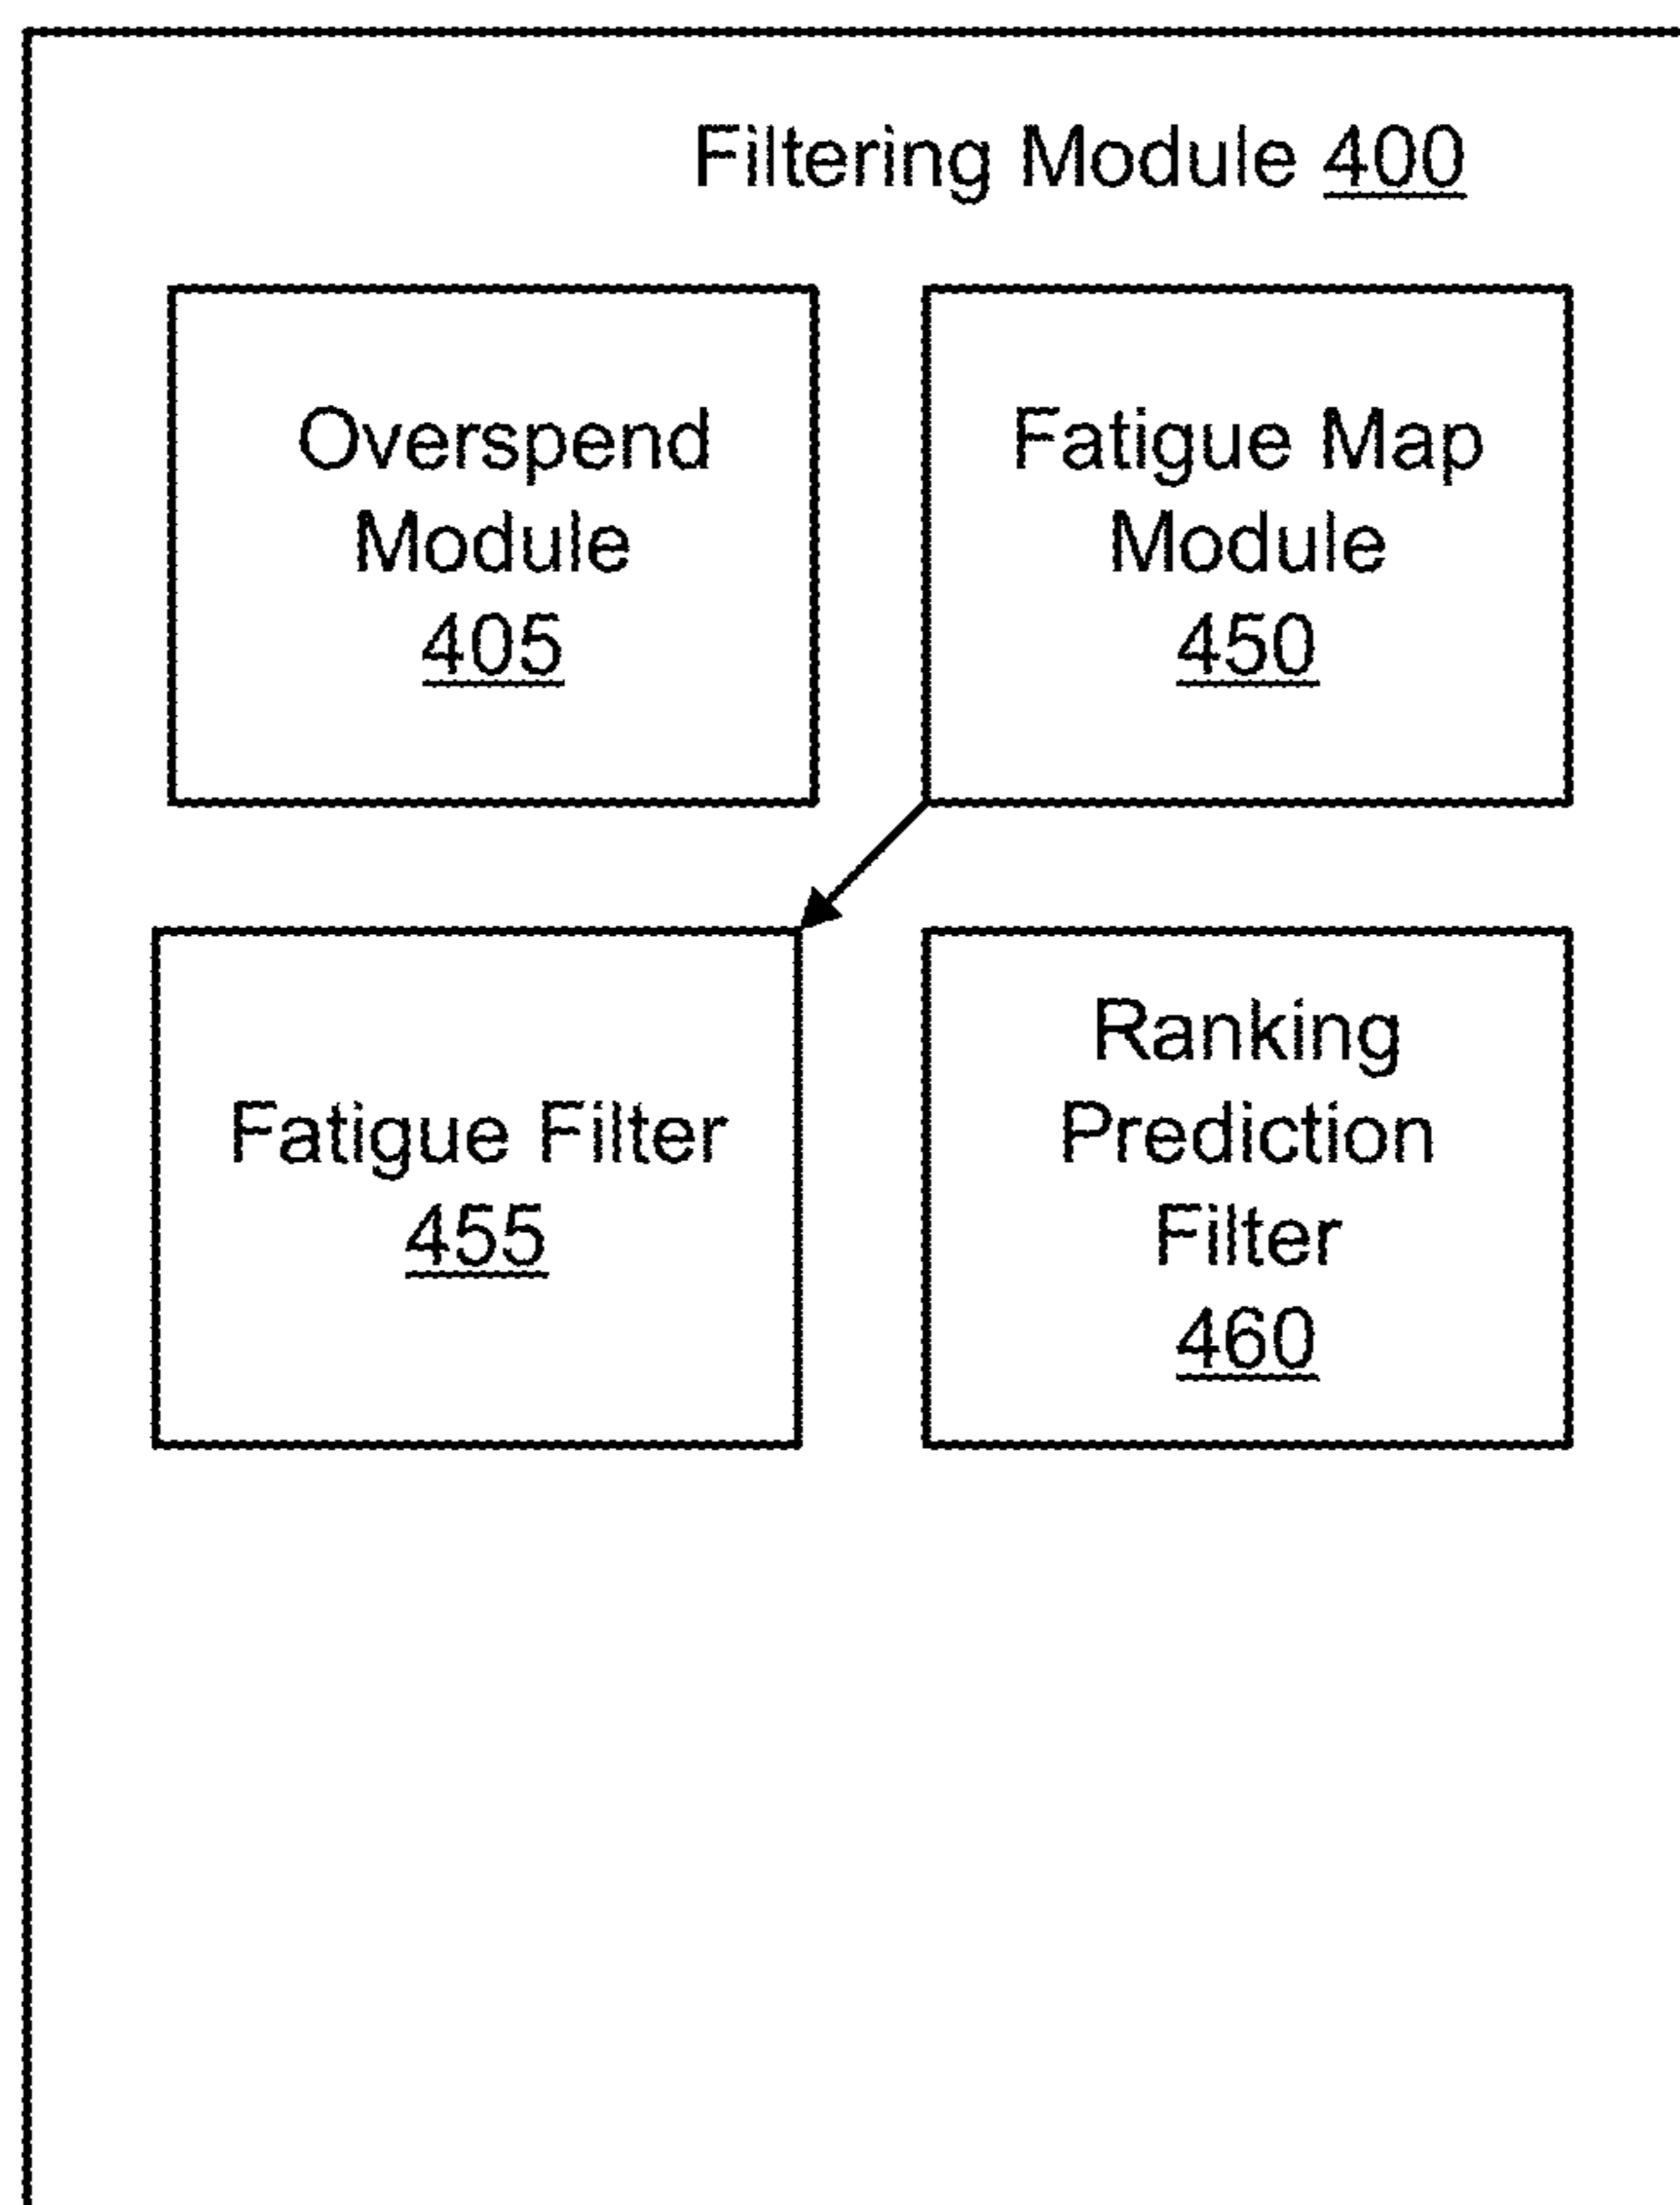 Filtering Module 400
Overspend
Module
405
Fatigue Map
Module
450
Fatigue Filter
455
Ranking
Prediction
Filter
460